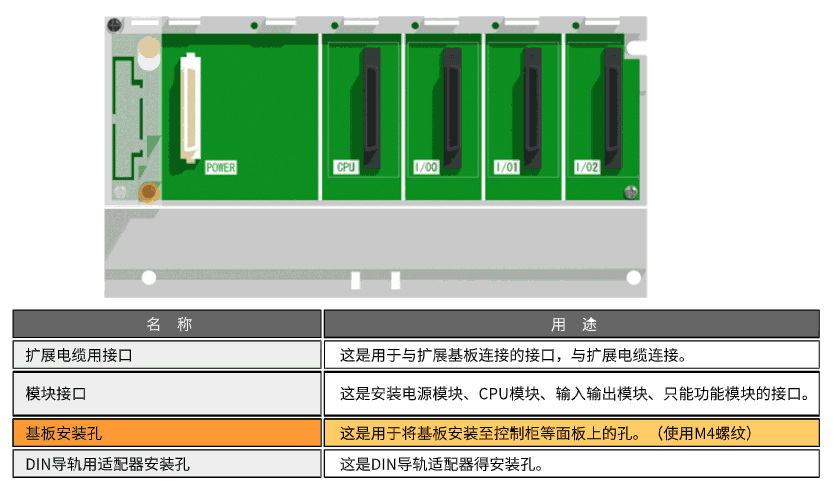 POWER
CPU
I/O0
I/O1
I/O2
名 称
用 途
扩展电缆用接口
这是用于与扩展基板连接的接口，与扩展电缆连接。
模块接口
这是安装电源模块、CPU模块、输入输出模块、只能功能模块的接口。
基板安装孔
这是用于将基板安装至控制柜等面板上的孔。（使用M4螺纹）
DIN导轨用适配器安装孔
这是DIN导轨适配器得安装孔。